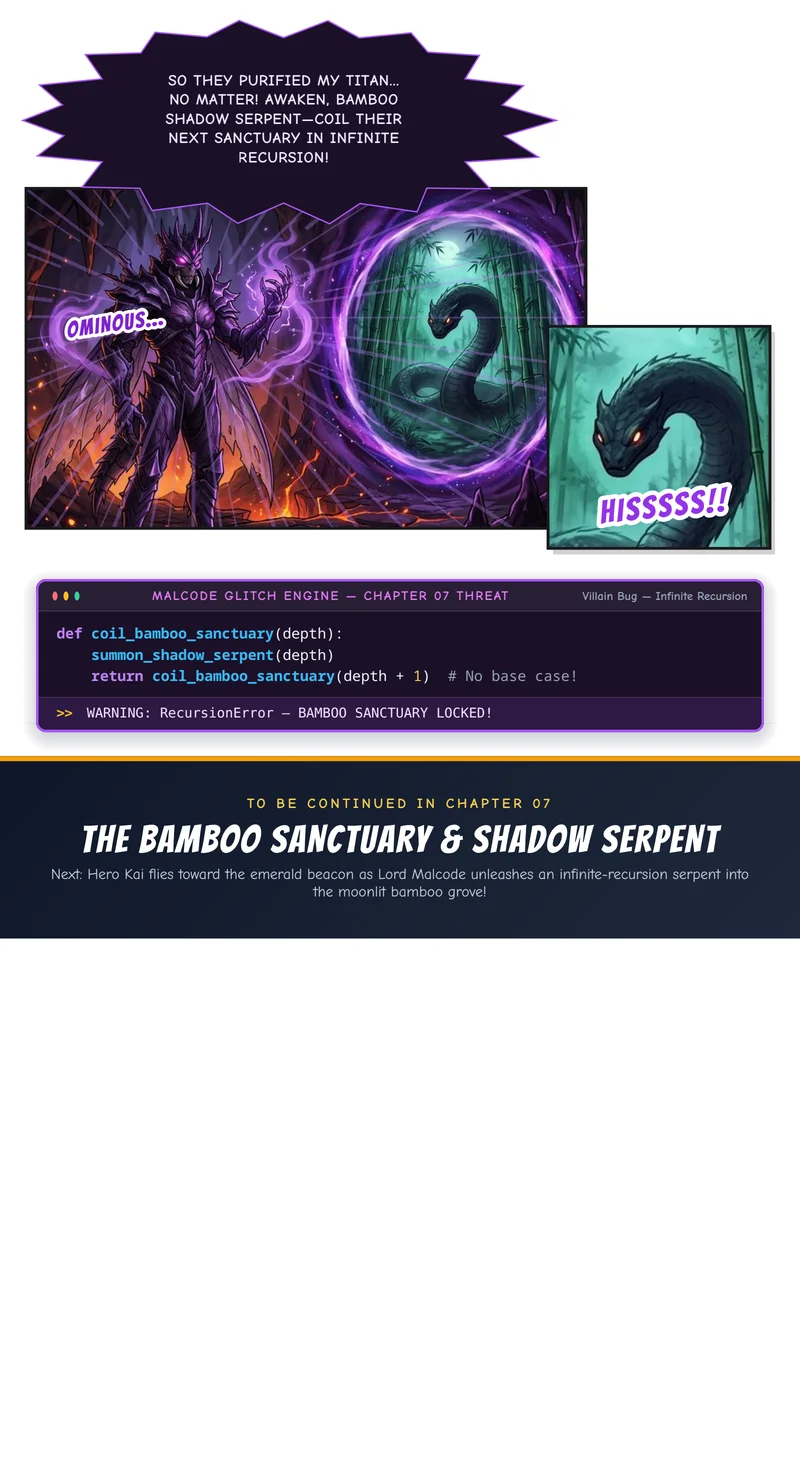 SO THEY PURIFIED MY TITAN...
NO MATTER! AWAKEN, BAMBOO
SHADOW SERPENT—COIL THEIR
NEXT SANCTUARY IN INFINITE
RECURSION!
OMINOUS...
HISSSSS!!
MALCODE GLITCH ENGINE — CHAPTER 07 THREAT
Villain Bug — Infinite Recursion
def coil_bamboo_sanctuary(depth):
    summon_shadow_serpent(depth)
    return coil_bamboo_sanctuary(depth + 1)  # No base case!
>> WARNING: RecursionError — BAMBOO SANCTUARY LOCKED!
TO BE CONTINUED IN CHAPTER 07
THE BAMBOO SANCTUARY & SHADOW SERPENT
Next: Hero Kai flies toward the emerald beacon as Lord Malcode unleashes an infinite-recursion serpent into
the moonlit bamboo grove!